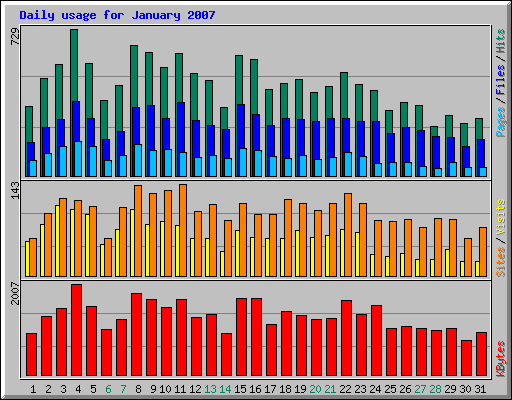 Daily usage for January 2007
729
Pages / Files / Hits
143
Sites / Visits
2007
KBytes
1 2 3 4 5 6 7 8 9 10 11 12 13 14 15 16 17 18 19 20 21 22 23 24 25 26 27 28 29 30 31